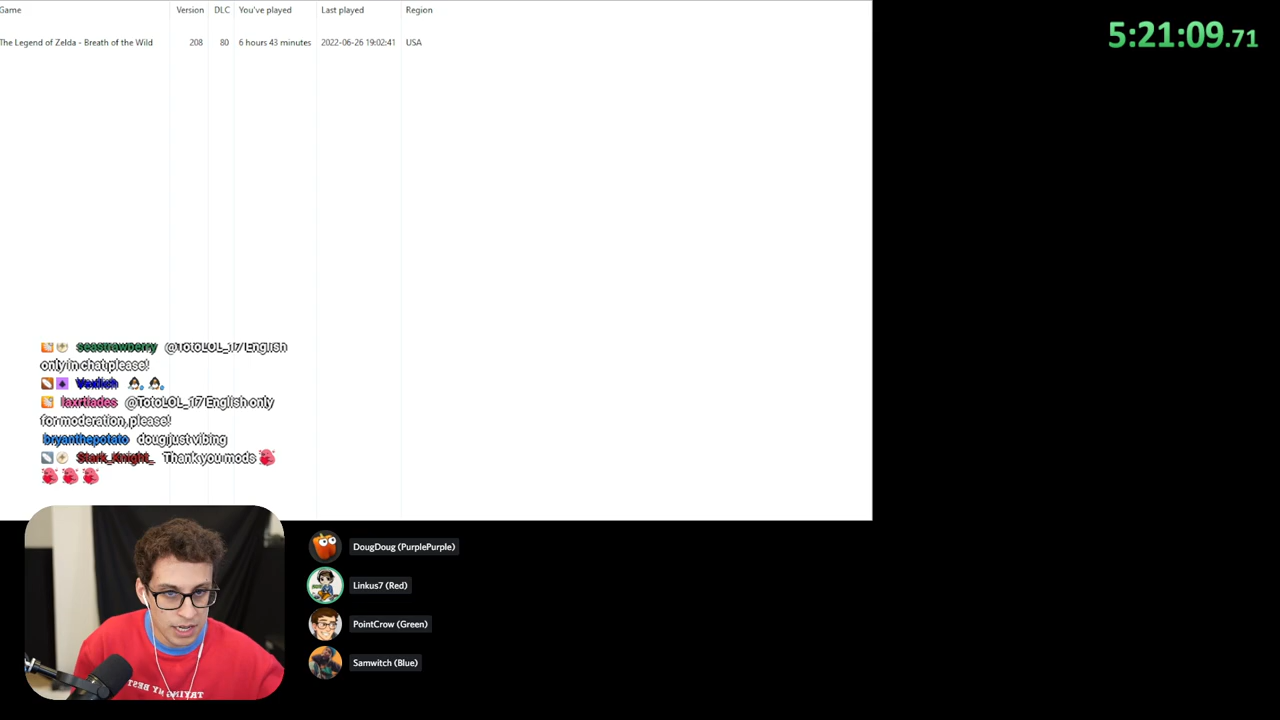 Game Version DLC You've played Last played Region
The Legend of Zelda - Breath of the Wild 208 80 6 hours 43 minutes 2022-06-26 19:02:41 USA
5:21:09.71
seastrawberry @TotoLOL_17 English
only in chat please!
laxrtiades @TotoLOL_17 English only
for moderation, please!
bryanthepotato doug just vibing
Stark_Knight_ Thank you mods
TRYING MY BEST
DougDoug (PurplePurple)
Linkus7 (Red)
PointCrow (Green)
Samwitch (Blue)